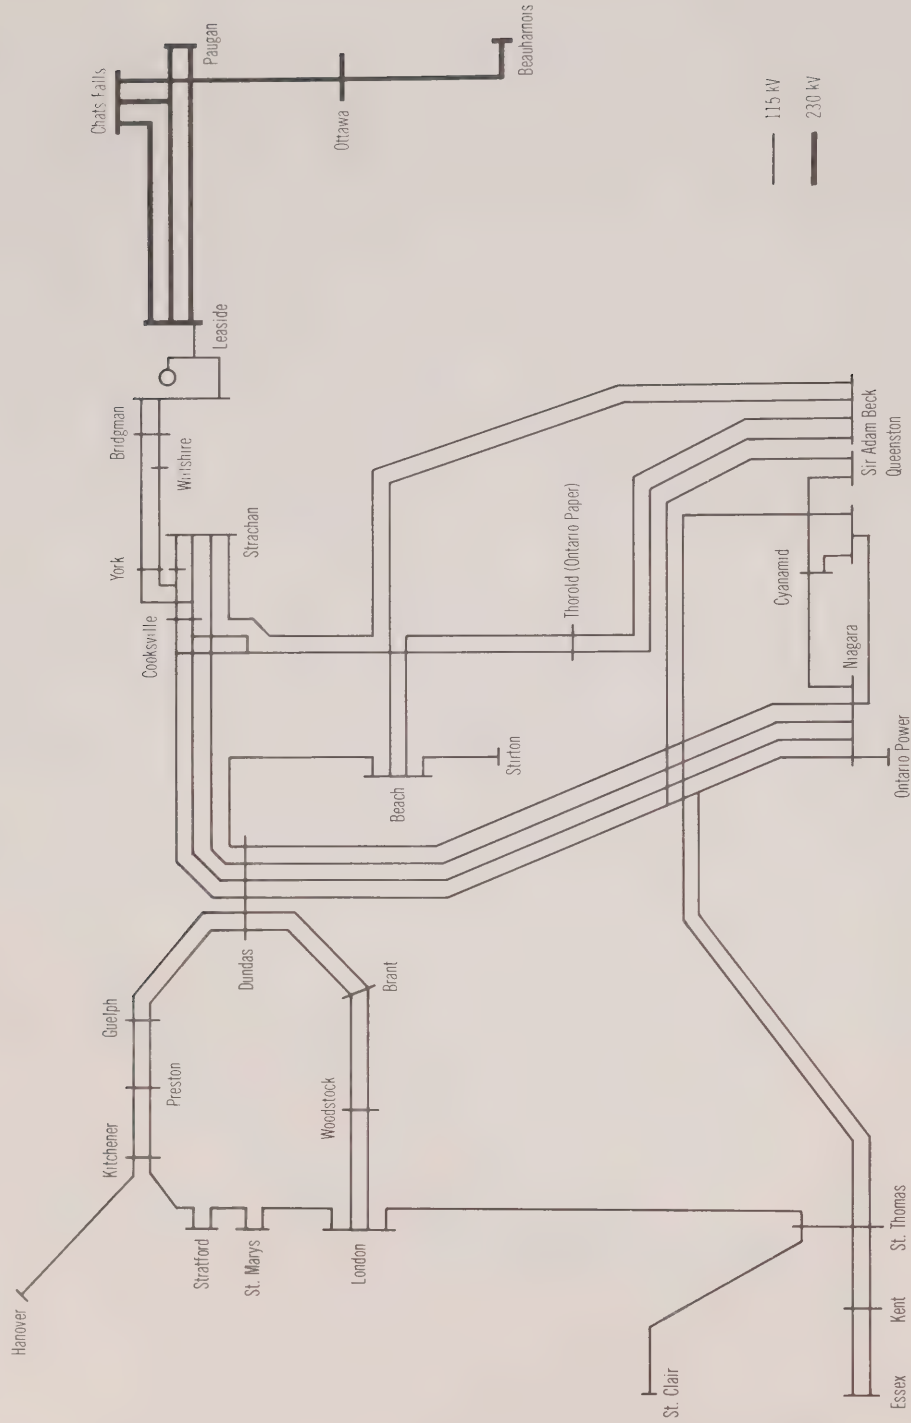 Hanover
Kitchener
Guelph
Preston
Stratford
St. Marys
London
Woodstock
Brant
Dundas
St. Clair
Essex
Kent
St. Thomas
Cooksville
York
Bridgman
Wiltshire
Strachan
Leaside
Chats Falls
Paugan
Ottawa
Beauharnois
Beach
Stirton
Thorold (Ontario Paper)
Cyanamid
Niagara
Ontario Power
Sir Adam Beck
Queenston
115 kV
230 kV